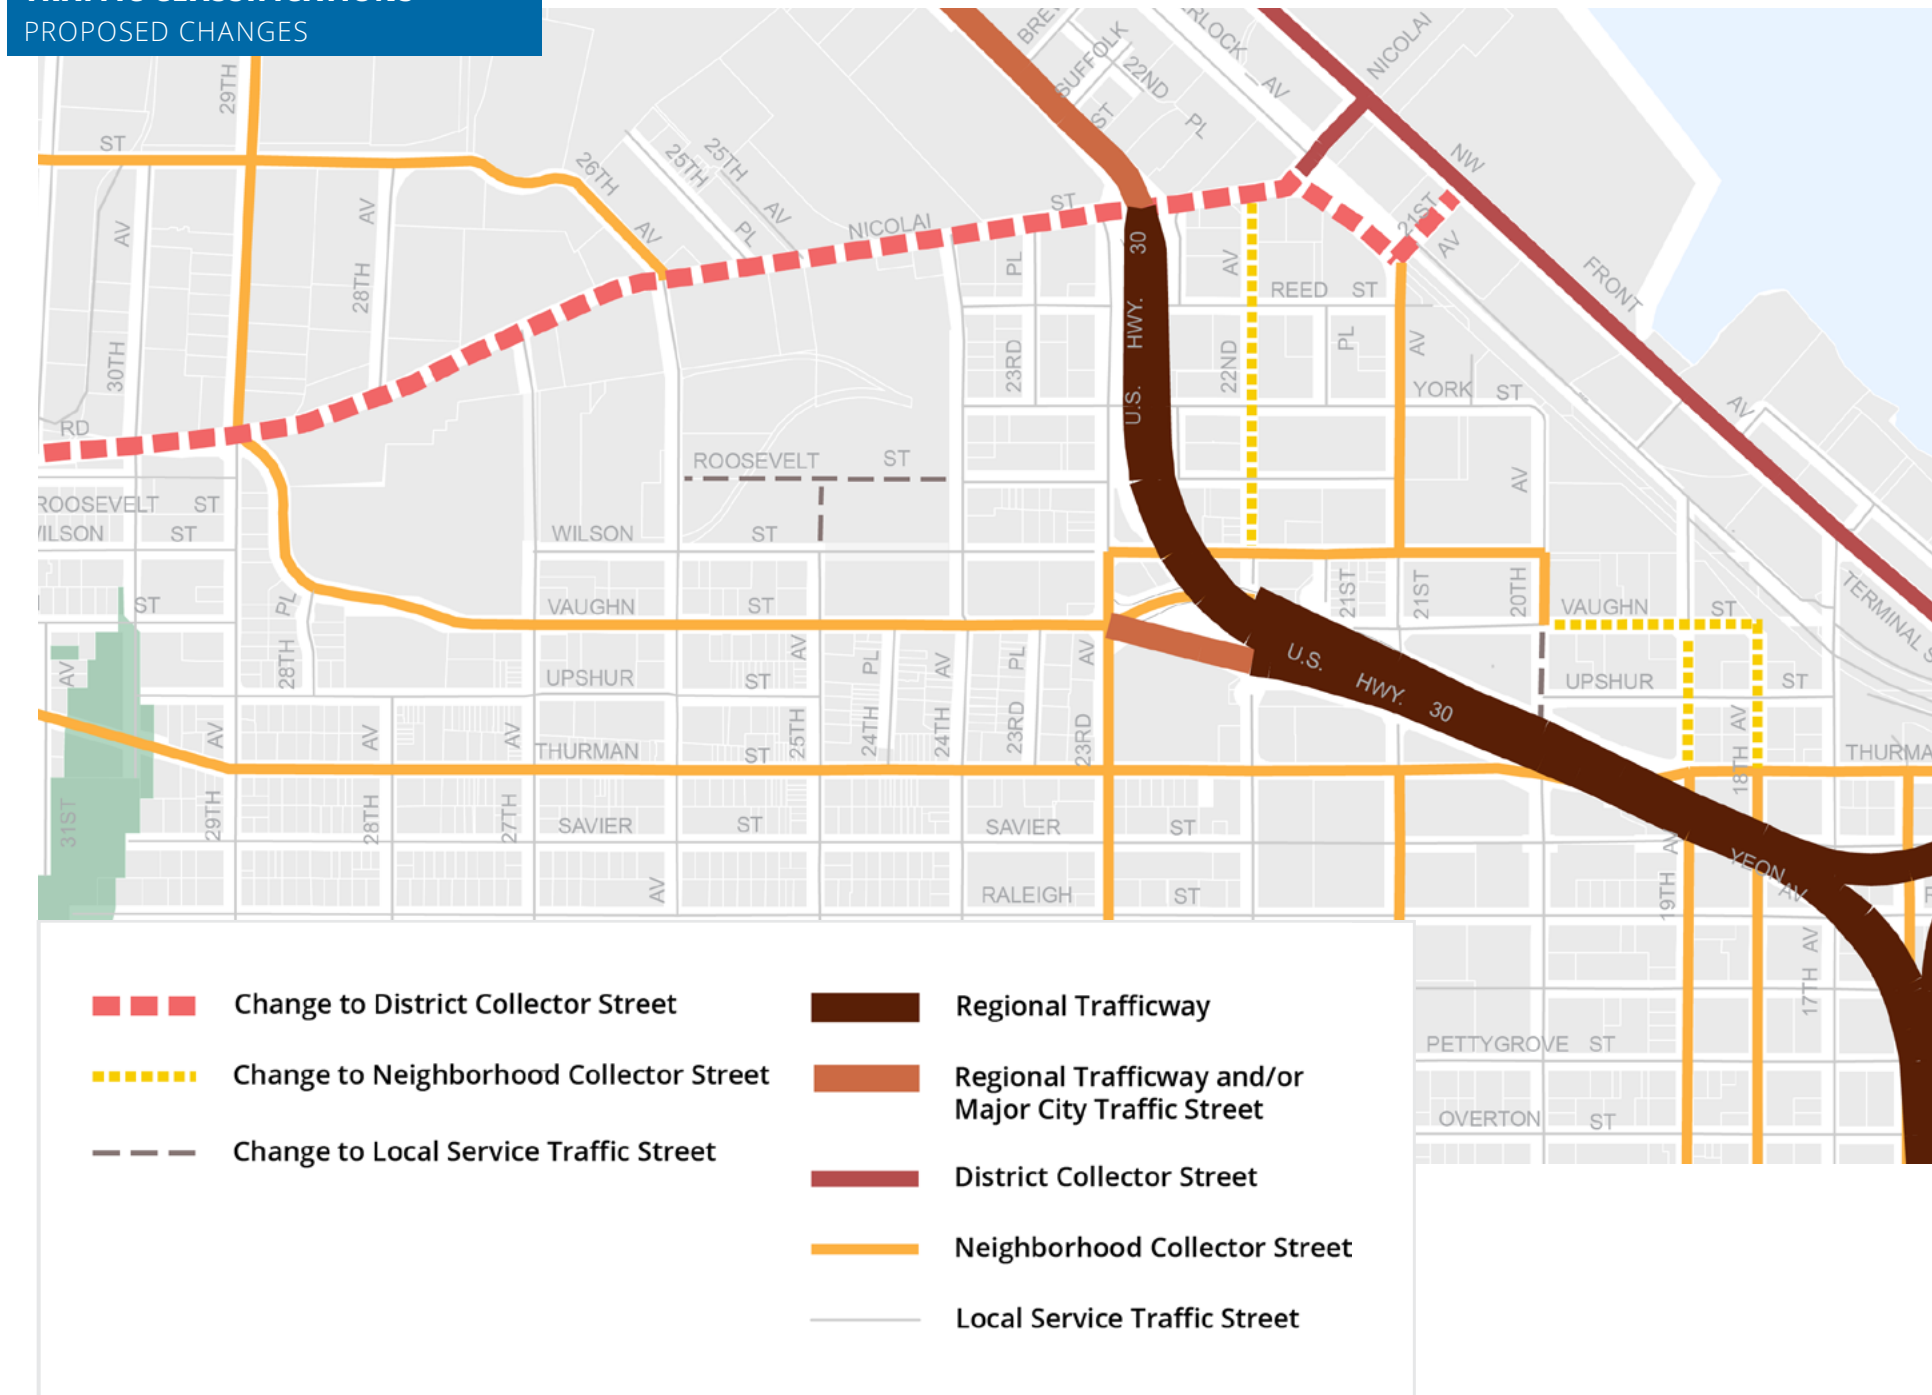 TRAFFIC CLASSIFICATIONS
PROPOSED CHANGES
29TH
ST
AV
30TH
AV
28TH
26TH
AV
25TH
PL
25TH
AV
NICOLAI
ST
SUFFOLK
ST
22ND
PL
AV
NICOLAI
NW
FRONT
AV
21ST
AV
30
HWY.
U.S.
PL
23RD
AV
22ND
REED ST
PL
AV
YORK ST
RD
ROOSEVELT ST
ROOSEVELT ST
WILSON ST
ST
AV
20TH
21ST
21ST
ST
28TH PL
VAUGHN ST
VAUGHN ST
TERMINAL
AV
UPSHUR ST
AV
25TH
PL
24TH
AV
24TH
PL
23RD
AV
23RD
U.S. HWY. 30
UPSHUR ST
AV
18TH
AV
29TH
AV
28TH
AV
27TH
THURMAN ST
31ST
SAVIER ST
SAVIER ST
AV
19TH
YEON AV
AV
RALEIGH ST
17TH AV
PETTYGROVE ST
OVERTON ST
Change to District Collector Street
Change to Neighborhood Collector Street
Change to Local Service Traffic Street
Regional Trafficway
Regional Trafficway and/or
Major City Traffic Street
District Collector Street
Neighborhood Collector Street
Local Service Traffic Street